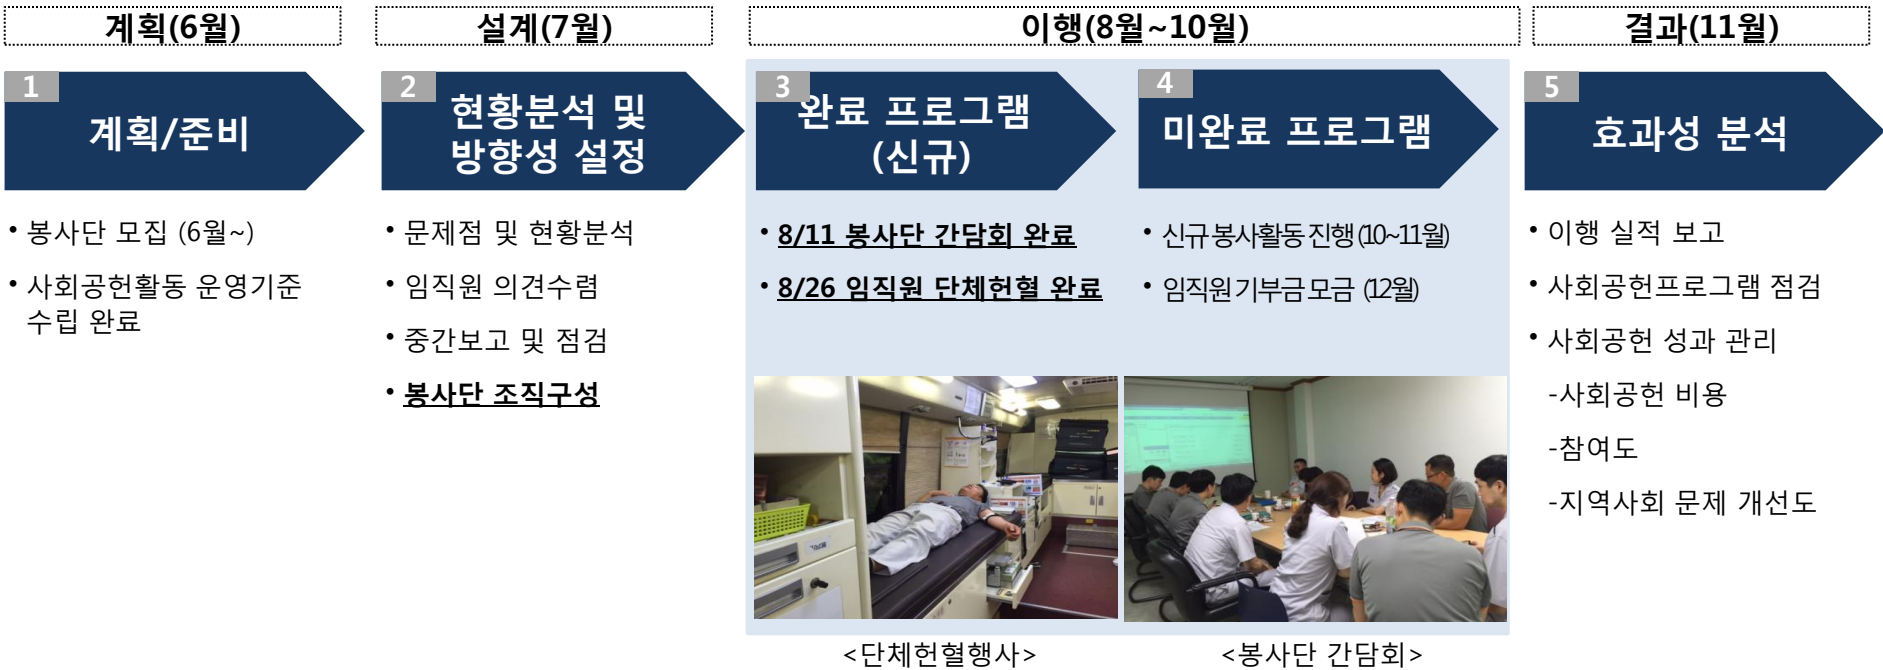 계획(6월)
설계(7월)
이행(8월~10월)
결과(11월)
1
계획/준비
• 봉사단 모집 (6월~)
• 사회공헌활동 운영기준
수립 완료
2
현황분석 및
방향성 설정
• 문제점 및 현황분석
• 임직원 의견수렴
• 중간보고 및 점검
• 봉사단 조직구성
3
완료 프로그램
(신규)
• 8/11 봉사단 간담회 완료
• 8/26 임직원 단체헌혈 완료
4
미완료 프로그램
• 신규 봉사활동 진행 (10~11월)
• 임직원 기부금 모금 (12월)
<단체헌혈행사>
<봉사단 간담회>
5
효과성 분석
• 이행 실적 보고
• 사회공헌프로그램 점검
• 사회공헌 성과 관리
-사회공헌 비용
-참여도
-지역사회 문제 개선도